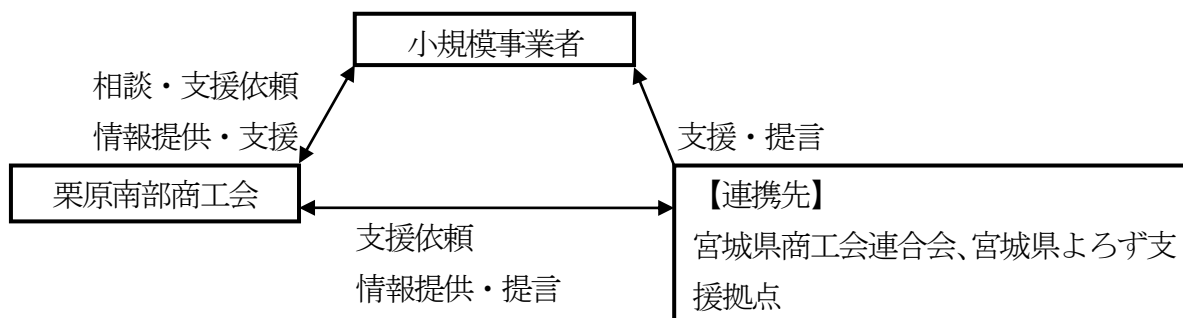 小規模事業者
相談・支援依頼
情報提供・支援
支援・提言
栗原南部商工会
【連携先】
宮城県商工会連合会、宮城県よろず支
援拠点
支援依頼
情報提供・提言